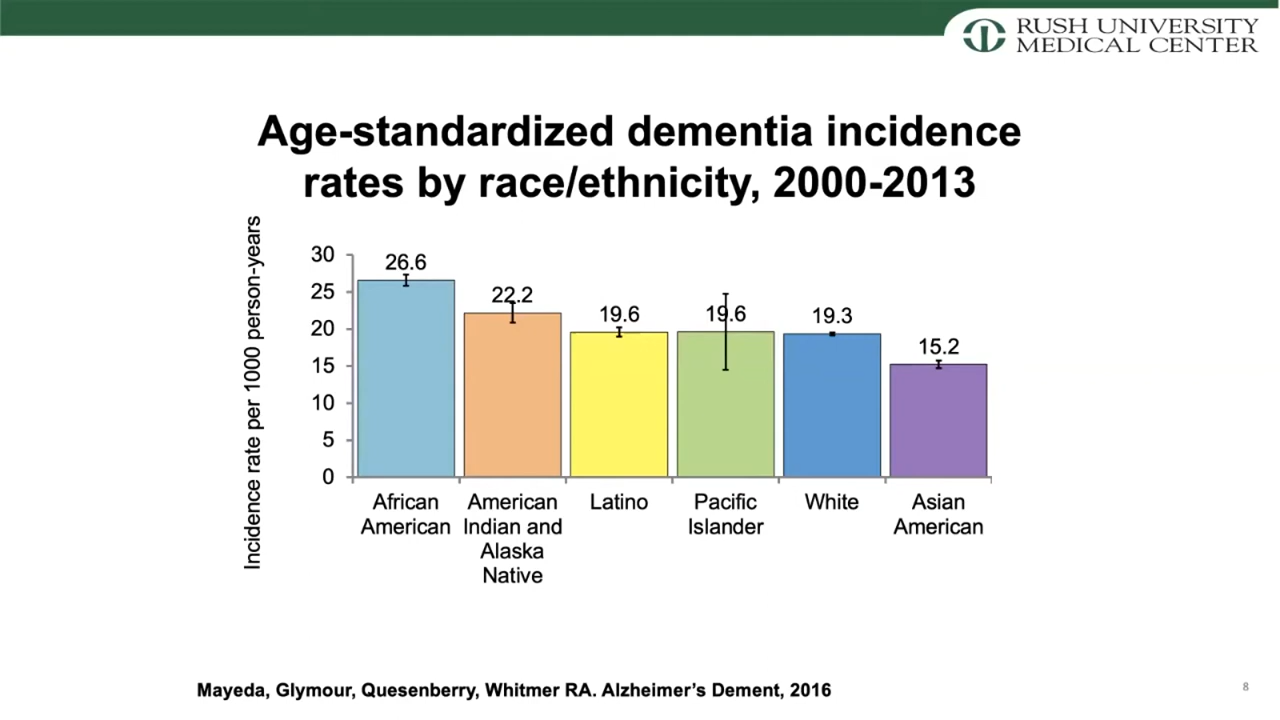 RUSH UNIVERSITY
MEDICAL CENTER
Age-standardized dementia incidence
rates by race/ethnicity, 2000-2013
Incidence rate per 1000 person-years
30
25
20
15
10
5
0
26.6
22.2
19.6
19.6
19.3
15.2
African
American
American
Indian and
Alaska
Native
Latino
Pacific
Islander
White
Asian
American
Mayeda, Glymour, Quesenberry, Whitmer RA. Alzheimer's Dement, 2016
8